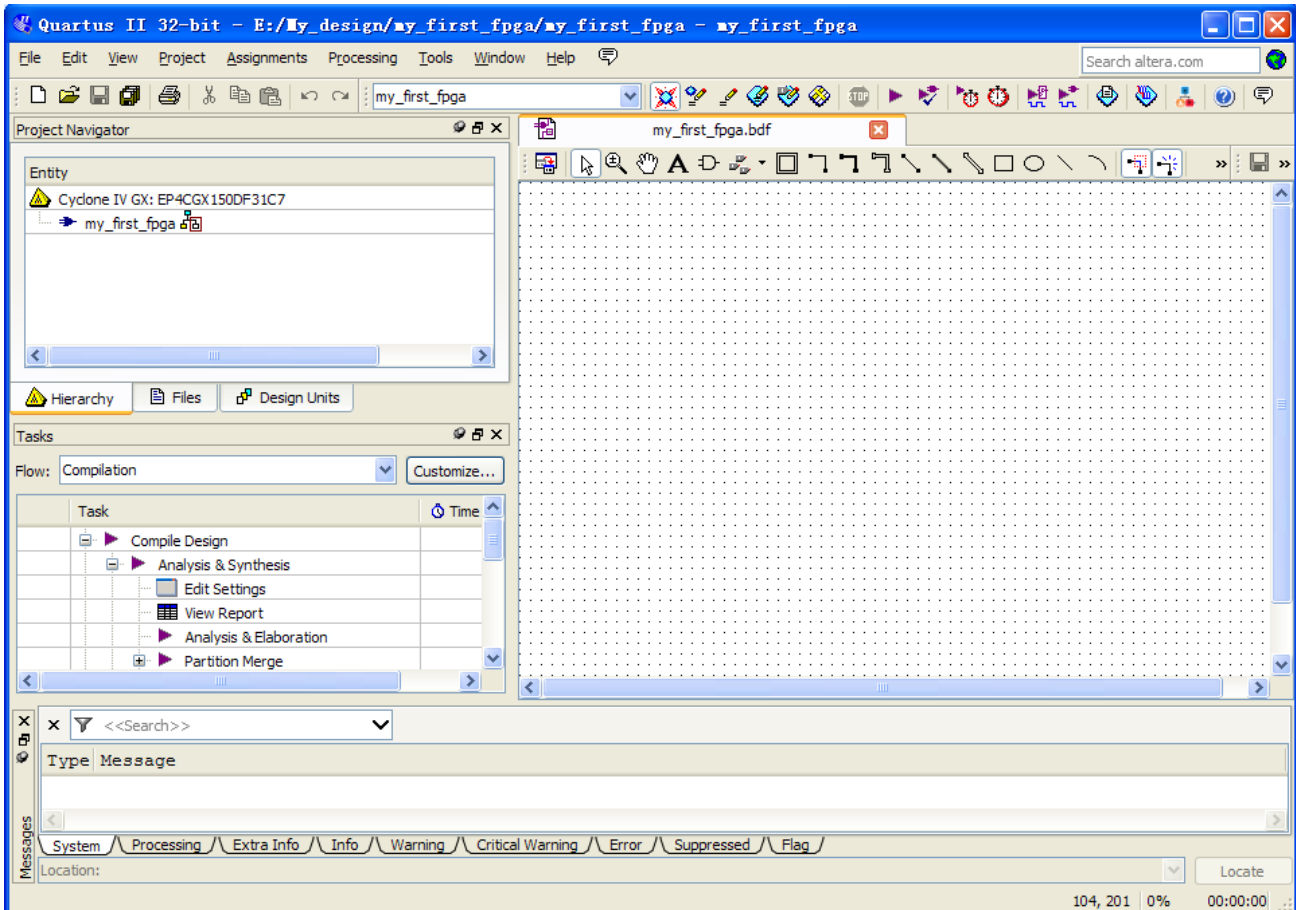 Quartus II 32-bit - E:/My_design/my_first_fpga/my_first_fpga - my_first_fpga
File Edit View Project Assignments Processing Tools Window Help
Search altera.com
my_first_fpga
STOP
Project Navigator
my_first_fpga.bdf
A
Entity
Cyclone IV GX: EP4CGX150DF31C7
my_first_fpga
Hierarchy Files Design Units
Tasks
Flow: Compilation Customize...
Task Time
Compile Design
Analysis & Synthesis
Edit Settings
View Report
Analysis & Elaboration
Partition Merge
<<Search>>
Type Message
Messages
System Processing Extra Info Info Warning Critical Warning Error Suppressed Flag
Location: Locate
104, 201 0% 00:00:00